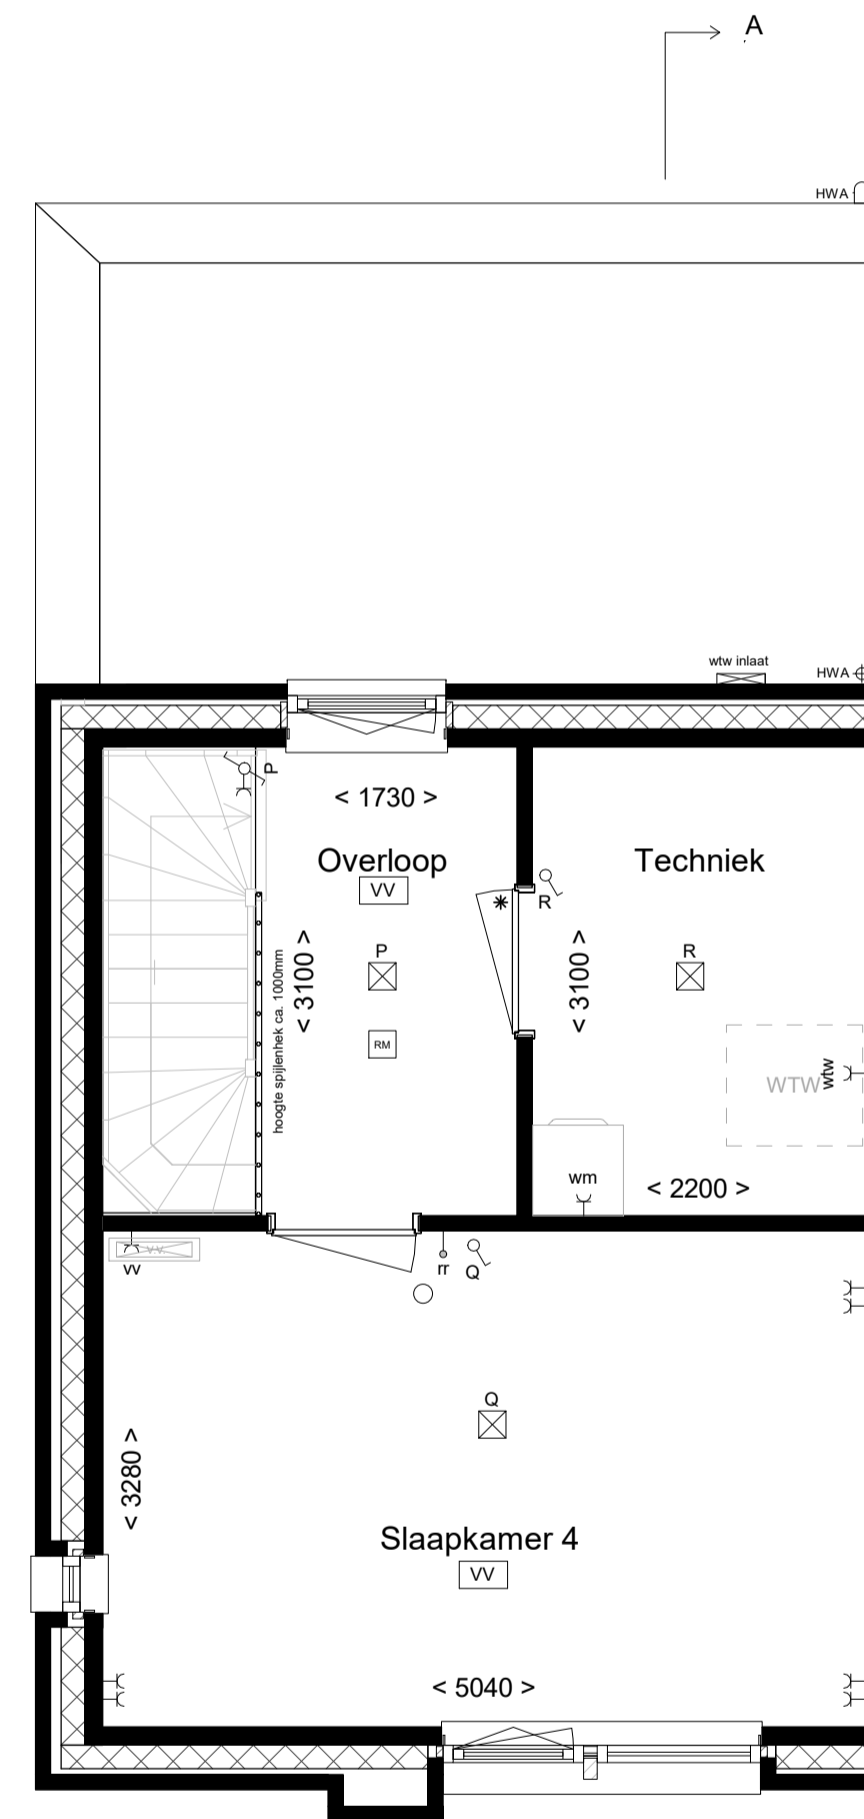 A
HWA
wtw inlaat
HWA
P
< 1730 >
Overloop
Techniek
VV
R
P
R
hoogte spijlenhek ca. 1000mm
< 3100 >
< 3100 >
RM
WTW
wtw
wm
< 2200 >
v.v.
vv
rr
Q
Q
< 3280 >
Slaapkamer 4
VV
< 5040 >